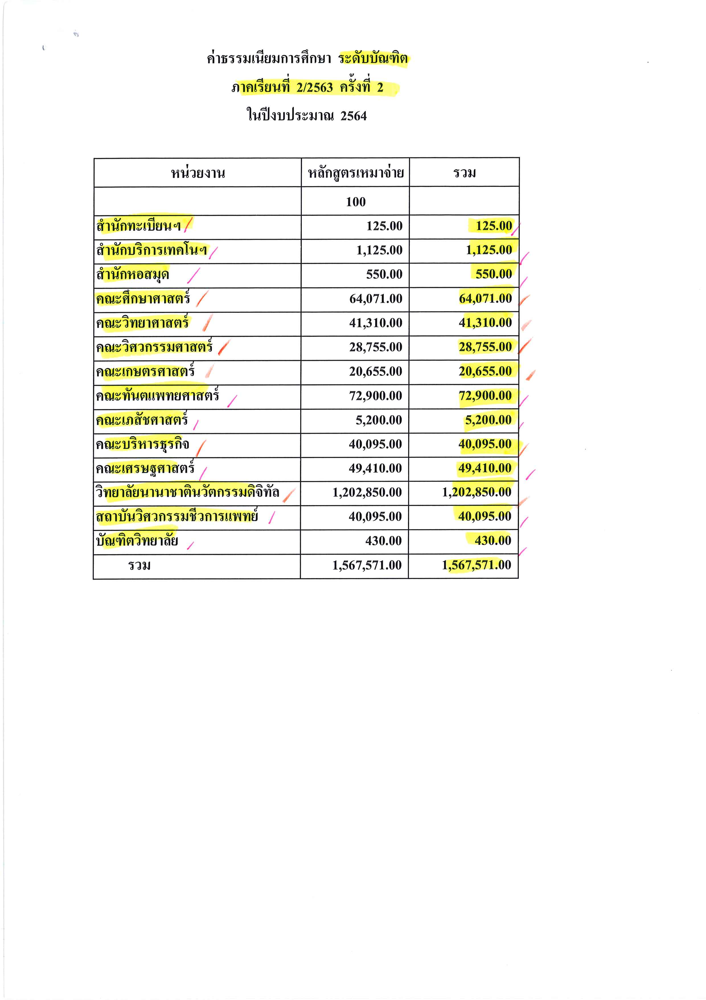 ค่าธรรมเนียมการศึกษา ระดับบัณฑิต
ภาคเรียนที่ 2/2563 ครั้งที่ 2
ในปีงบประมาณ 2564
หน่วยงาน หลักสูตรเหมาจ่าย รวม
100
สำนักทะเบียนฯ 125.00 125.00
สำนักบริการเทคโนฯ 1,125.00 1,125.00
สำนักหอสมุด 550.00 550.00
คณะศึกษาศาสตร์ 64,071.00 64,071.00
คณะวิทยาศาสตร์ 41,310.00 41,310.00
คณะวิศวกรรมศาสตร์ 28,755.00 28,755.00
คณะเกษตรศาสตร์ 20,655.00 20,655.00
คณะทันตแพทยศาสตร์ 72,900.00 72,900.00
คณะเภสัชศาสตร์ 5,200.00 5,200.00
คณะบริหารธุรกิจ 40,095.00 40,095.00
คณะเศรษฐศาสตร์ 49,410.00 49,410.00
วิทยาลัยนานาชาตินวัตกรรมดิจิทัล 1,202,850.00 1,202,850.00
สถาบันวิศวกรรมชีวการแพทย์ 40,095.00 40,095.00
บัณฑิตวิทยาลัย 430.00 430.00
รวม 1,567,571.00 1,567,571.00